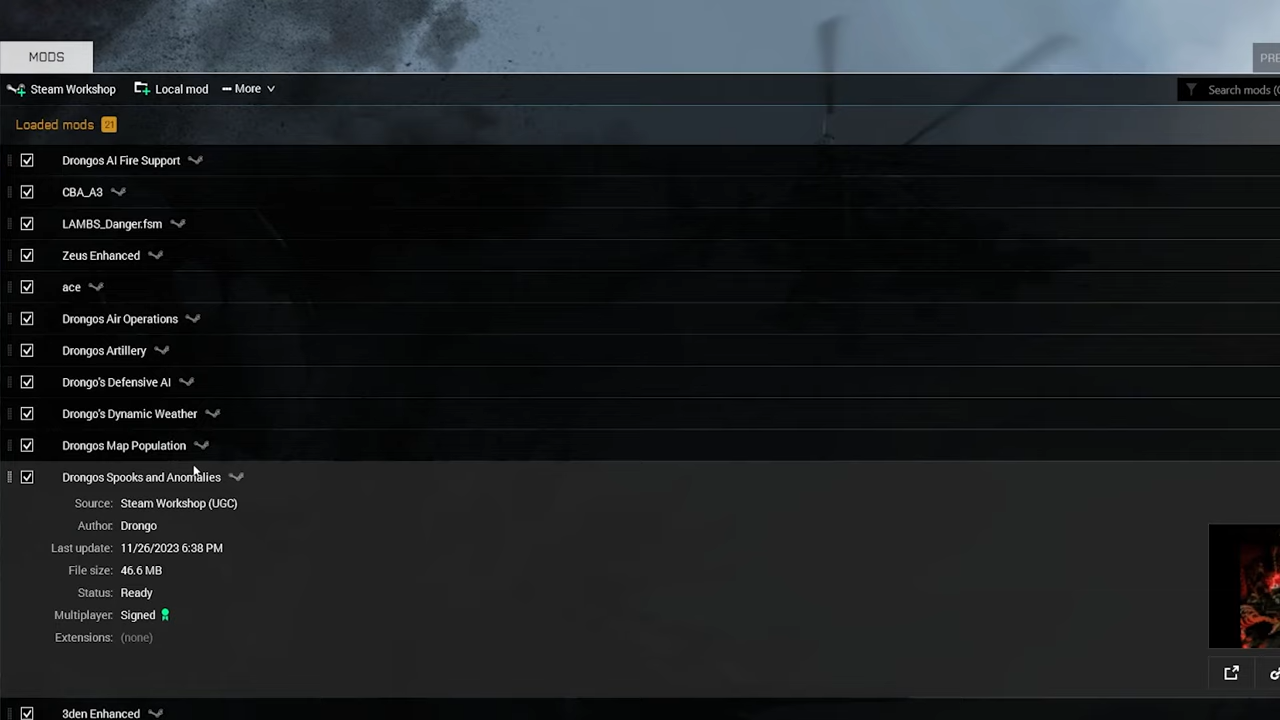 MODS
PRE
Steam Workshop Local mod More
Search mods (C
Loaded mods 21
Drongos AI Fire Support
CBA_A3
LAMBS_Danger.fsm
Zeus Enhanced
ace
Drongos Air Operations
Drongos Artillery
Drongo's Defensive AI
Drongo's Dynamic Weather
Drongos Map Population
Drongos Spooks and Anomalies
Source: Steam Workshop (UGC)
Author: Drongo
Last update: 11/26/2023 6:38 PM
File size: 46.6 MB
Status: Ready
Multiplayer: Signed
Extensions: (none)
3den Enhanced